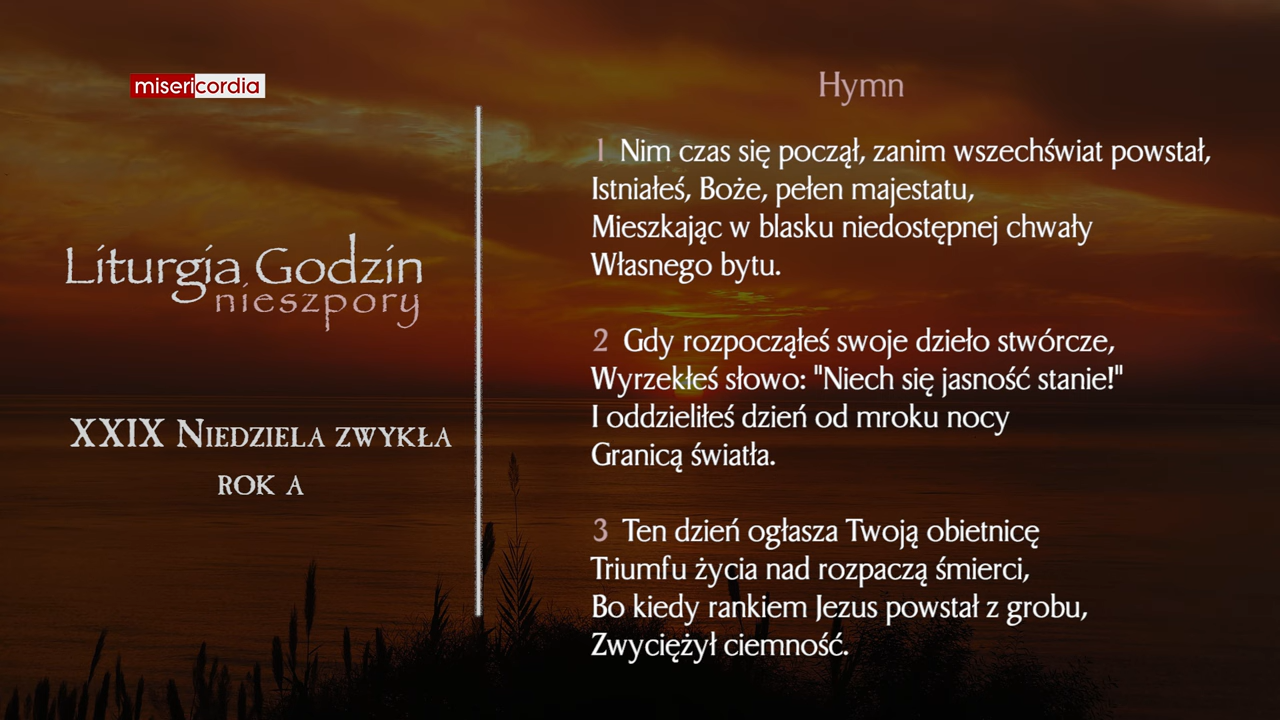 misericordia
Liturgia Godzin
nieszpory
XXIX Niedziela zwykła
rok A
Hymn
1 Nim czas się począł, zanim wszechświat powstał,
Istniałeś, Boże, pełen majestatu,
Mieszkając w blasku niedostępnej chwały
Własnego bytu.
2 Gdy rozpocząłeś swoje dzieło stwórcze,
Wyrzekłeś słowo: "Niech się jasność stanie!"
I oddzieliłeś dzień od mroku nocy
Granicą światła.
3 Ten dzień ogłasza Twoją obietnicę
Triumfu życia nad rozpaczą śmierci,
Bo kiedy rankiem Jezus powstał z grobu,
Zwyciężył ciemność.